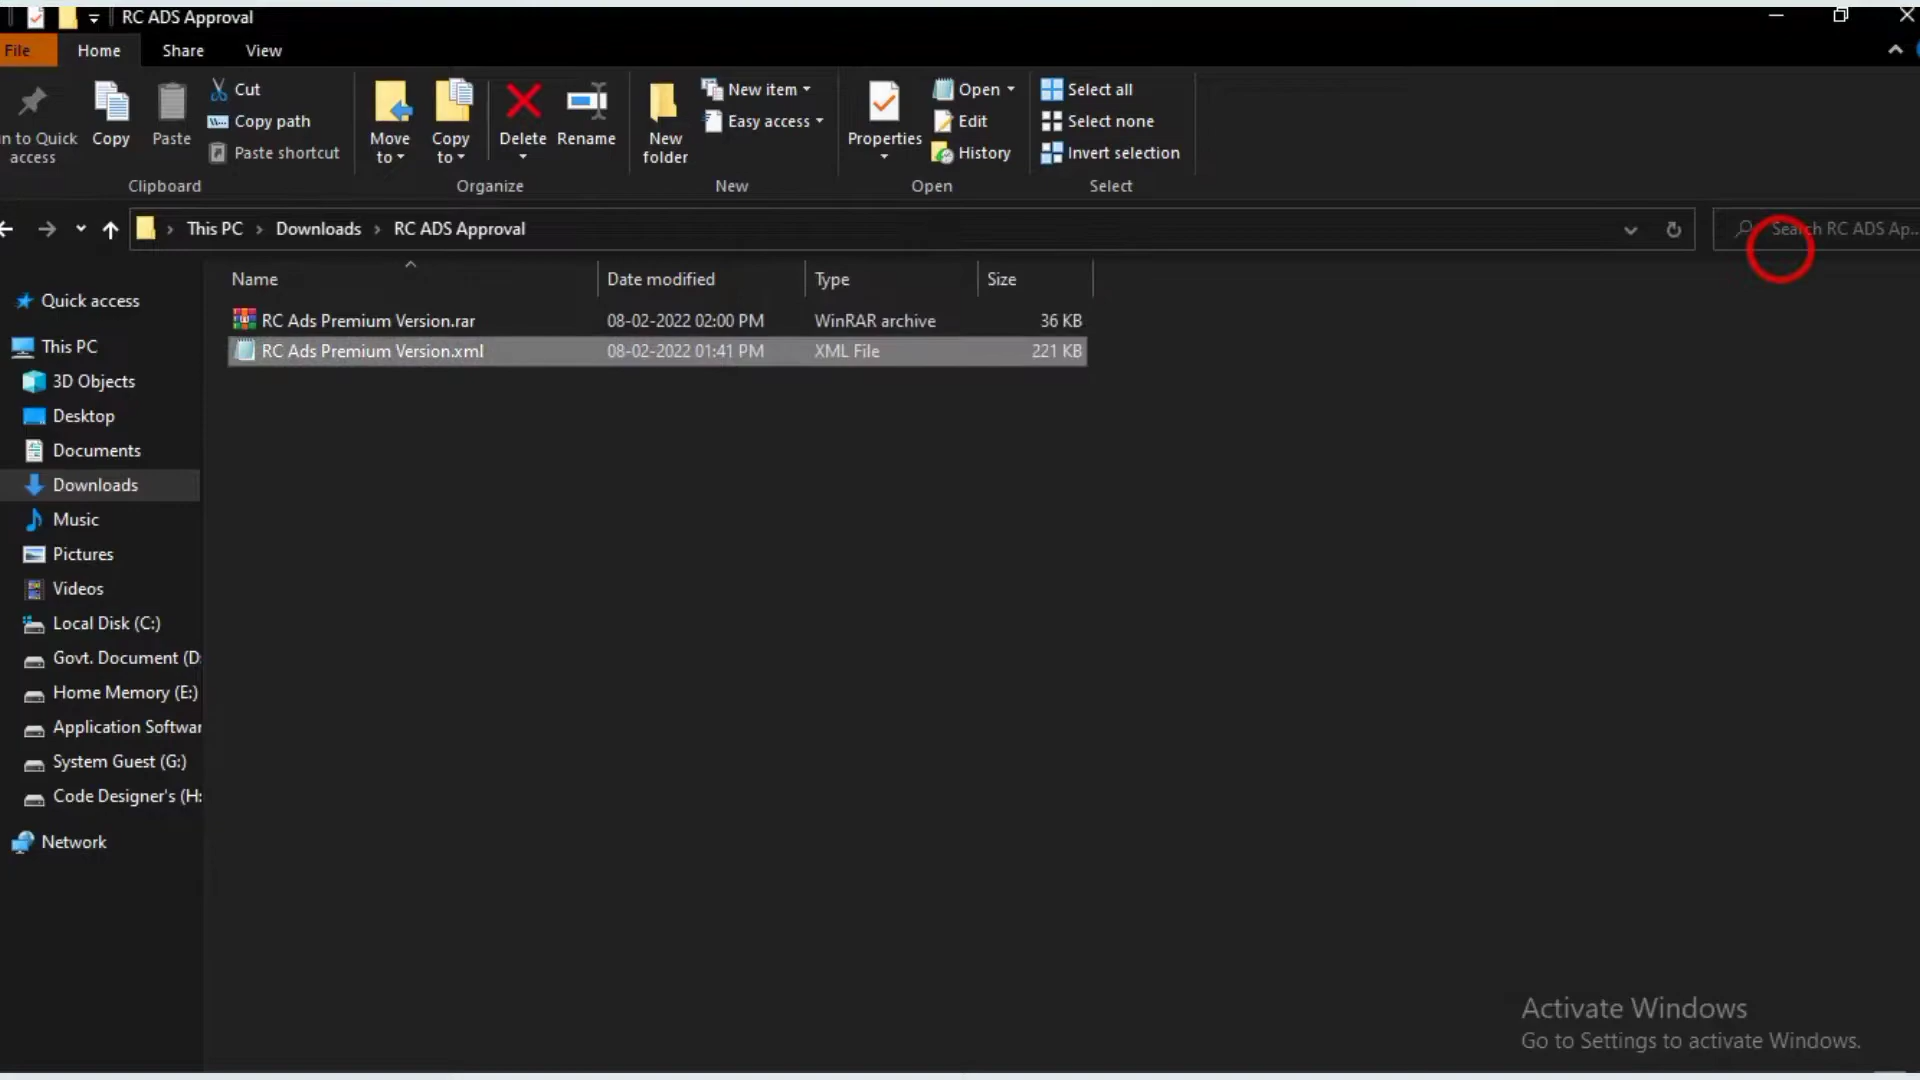 RC ADS Approval
File Home Share View
n to Quick access
Copy
Paste
Cut
Copy path
Paste shortcut
Clipboard
Move to
Copy to
Delete
Rename
Organize
New folder
New item
Easy access
New
Properties
Open
Edit
History
Open
Select all
Select none
Invert selection
Select
This PC > Downloads > RC ADS Approval
Search RC ADS Ap...
Name Date modified Type Size
RC Ads Premium Version.rar 08-02-2022 02:00 PM WinRAR archive 36 KB
RC Ads Premium Version.xml 08-02-2022 01:41 PM XML File 221 KB
Quick access
This PC
3D Objects
Desktop
Documents
Downloads
Music
Pictures
Videos
Local Disk (C:)
Govt. Document (D:
Home Memory (E:)
Application Softwar
System Guest (G:)
Code Designer's (H:
Network
Activate Windows
Go to Settings to activate Windows.